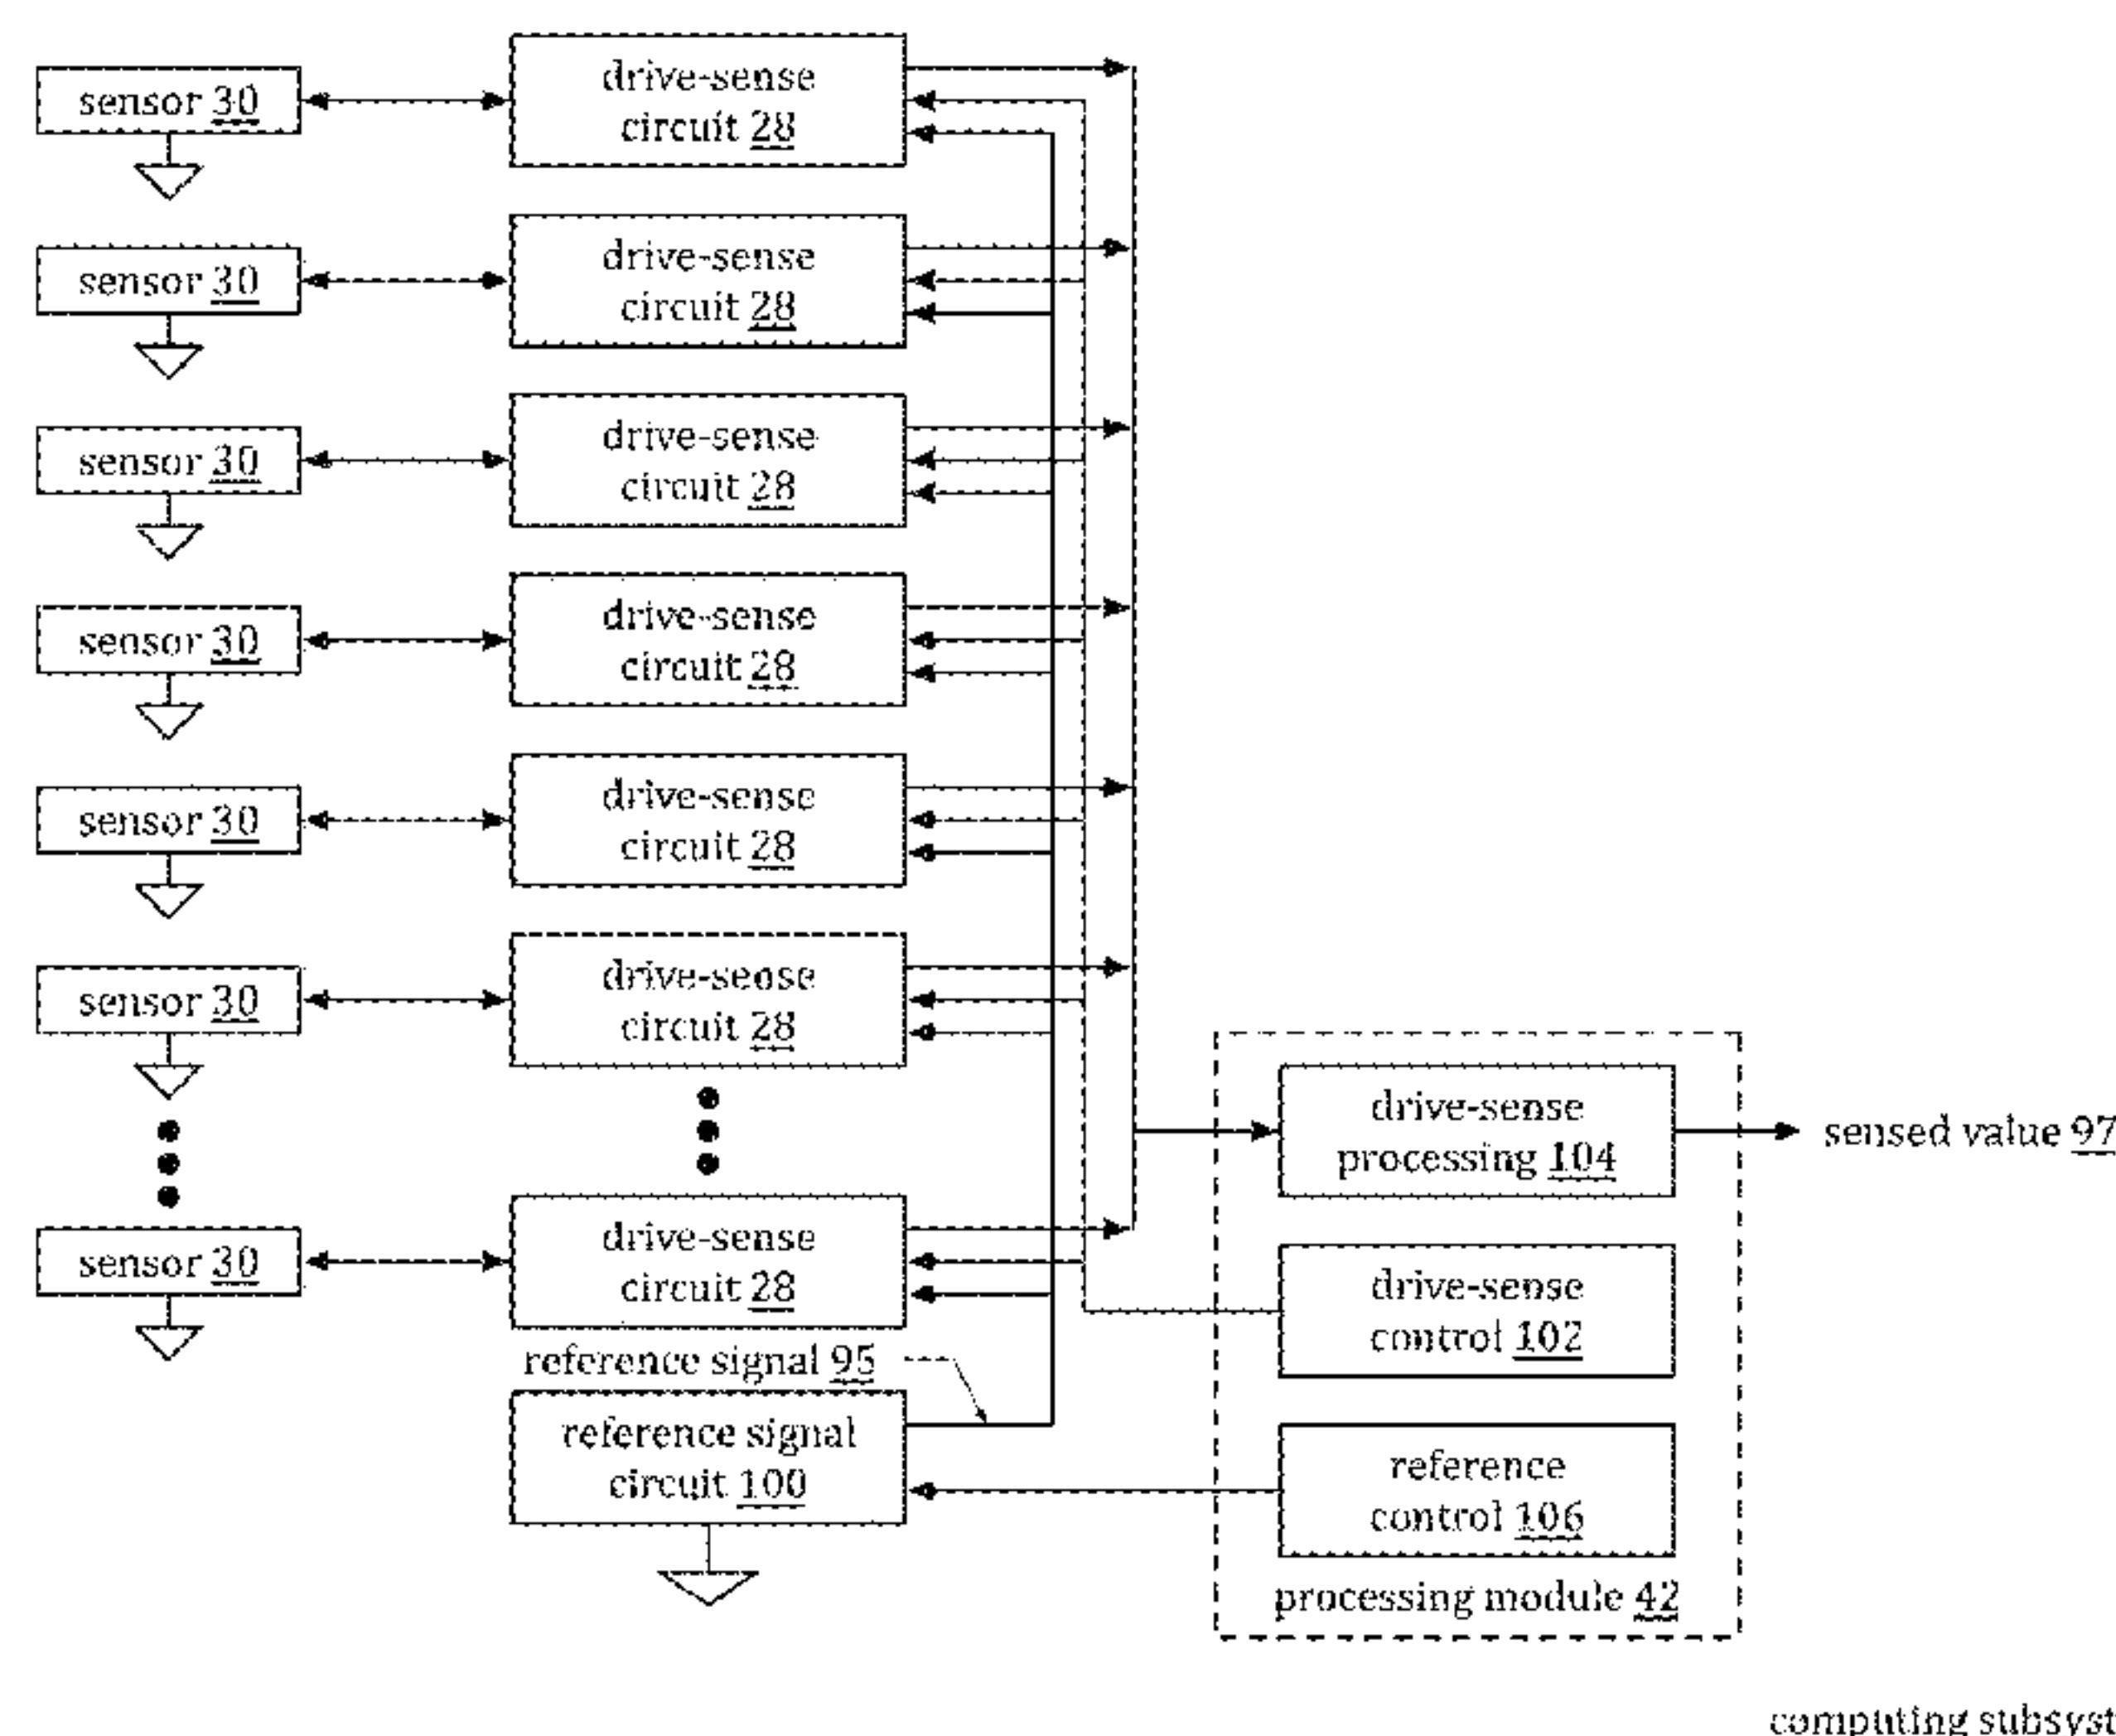 sensor 30
drive-sense
circuit 28
sensor 30
drive-sense
circuit 28
sensor 30
drive-sense
circuit 28
sensor 30
drive-sense
circuit 28
sensor 30
drive-sense
circuit 28
sensor 30
drive-sense
circuit 28
sensor 30
drive-sense
circuit 28
reference signal 95
reference signal
circuit 100
drive-sense
processing 104
sensed value 97
drive-sense
control 102
reference
control 106
processing module 42
computing